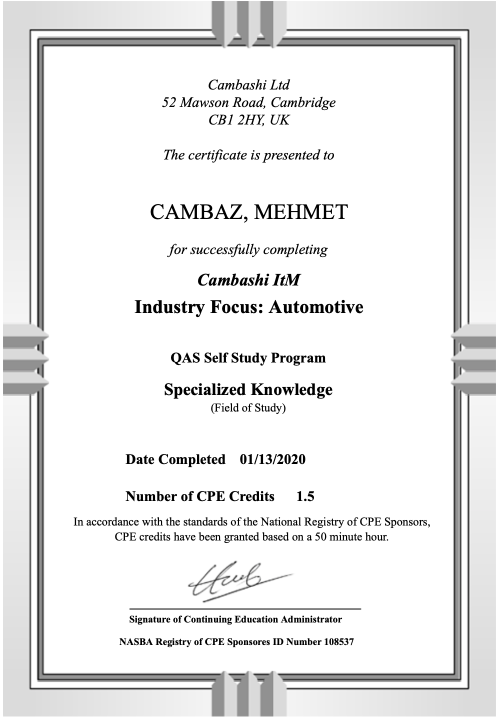 Cambashi Ltd
52 Mawson Road, Cambridge
CB1 2HY, UK
The certificate is presented to
CAMBAZ, MEHMET
for successfully completing
Cambashi ItM
Industry Focus: Automotive
QAS Self Study Program
Specialized Knowledge
(Field of Study)
Date Completed 01/13/2020
Number of CPE Credits 1.5
In accordance with the standards of the National Registry of CPE Sponsors,
CPE credits have been granted based on a 50 minute hour.
Signature of Continuing Education Administrator
NASBA Registry of CPE Sponsores ID Number 108537